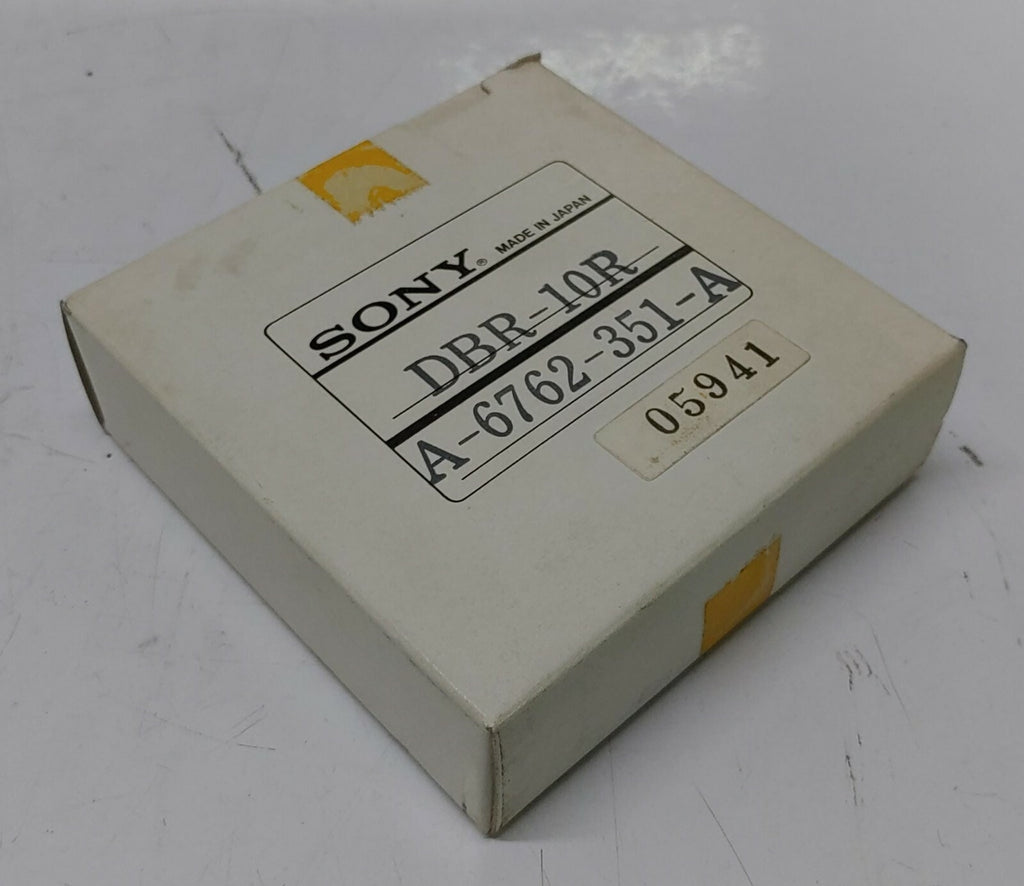 SONY® MADE IN JAPAN
DBR-10R
A-6762-351-A
05941